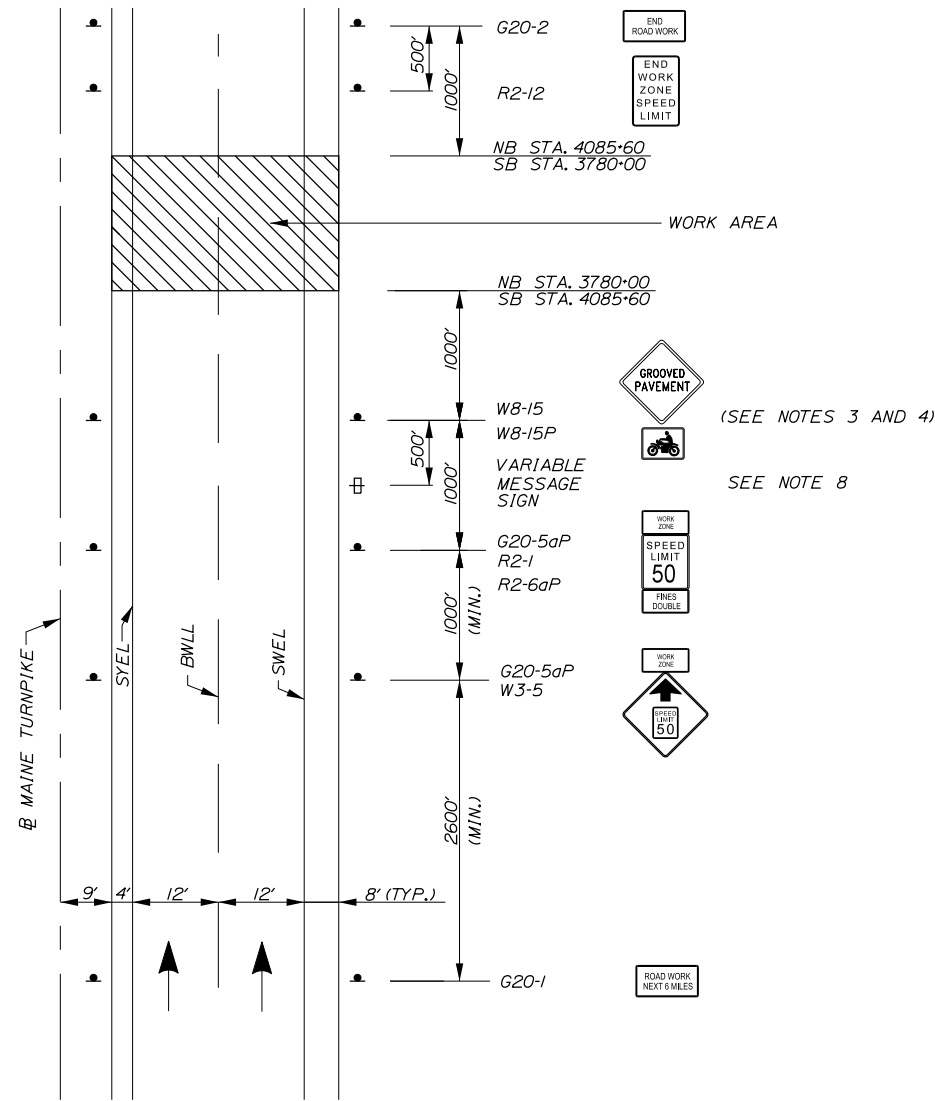 G20-2
END
ROAD WORK
500'
1000'
R2-12
END
WORK
ZONE
SPEED
LIMIT
NB STA. 4085+60
SB STA. 3780+00
WORK AREA
NB STA. 3780+00
SB STA. 4085+60
1000'
GROOVED
PAVEMENT
W8-15
W8-15P
(SEE NOTES 3 AND 4)
500'
1000'
VARIABLE
MESSAGE
SIGN
SEE NOTE 8
G20-5aP
R2-1
R2-6aP
WORK
ZONE
SPEED
LIMIT
50
FINES
DOUBLE
1000'
(MIN.)
SYEL
BWLL
SWEL
G20-5aP
W3-5
WORK
ZONE
SPEED
LIMIT
50
B MAINE TURNPIKE
2600'
(MIN.)
9'
4'
12'
12'
8' (TYP.)
G20-1
ROAD WORK
NEXT 6 MILES